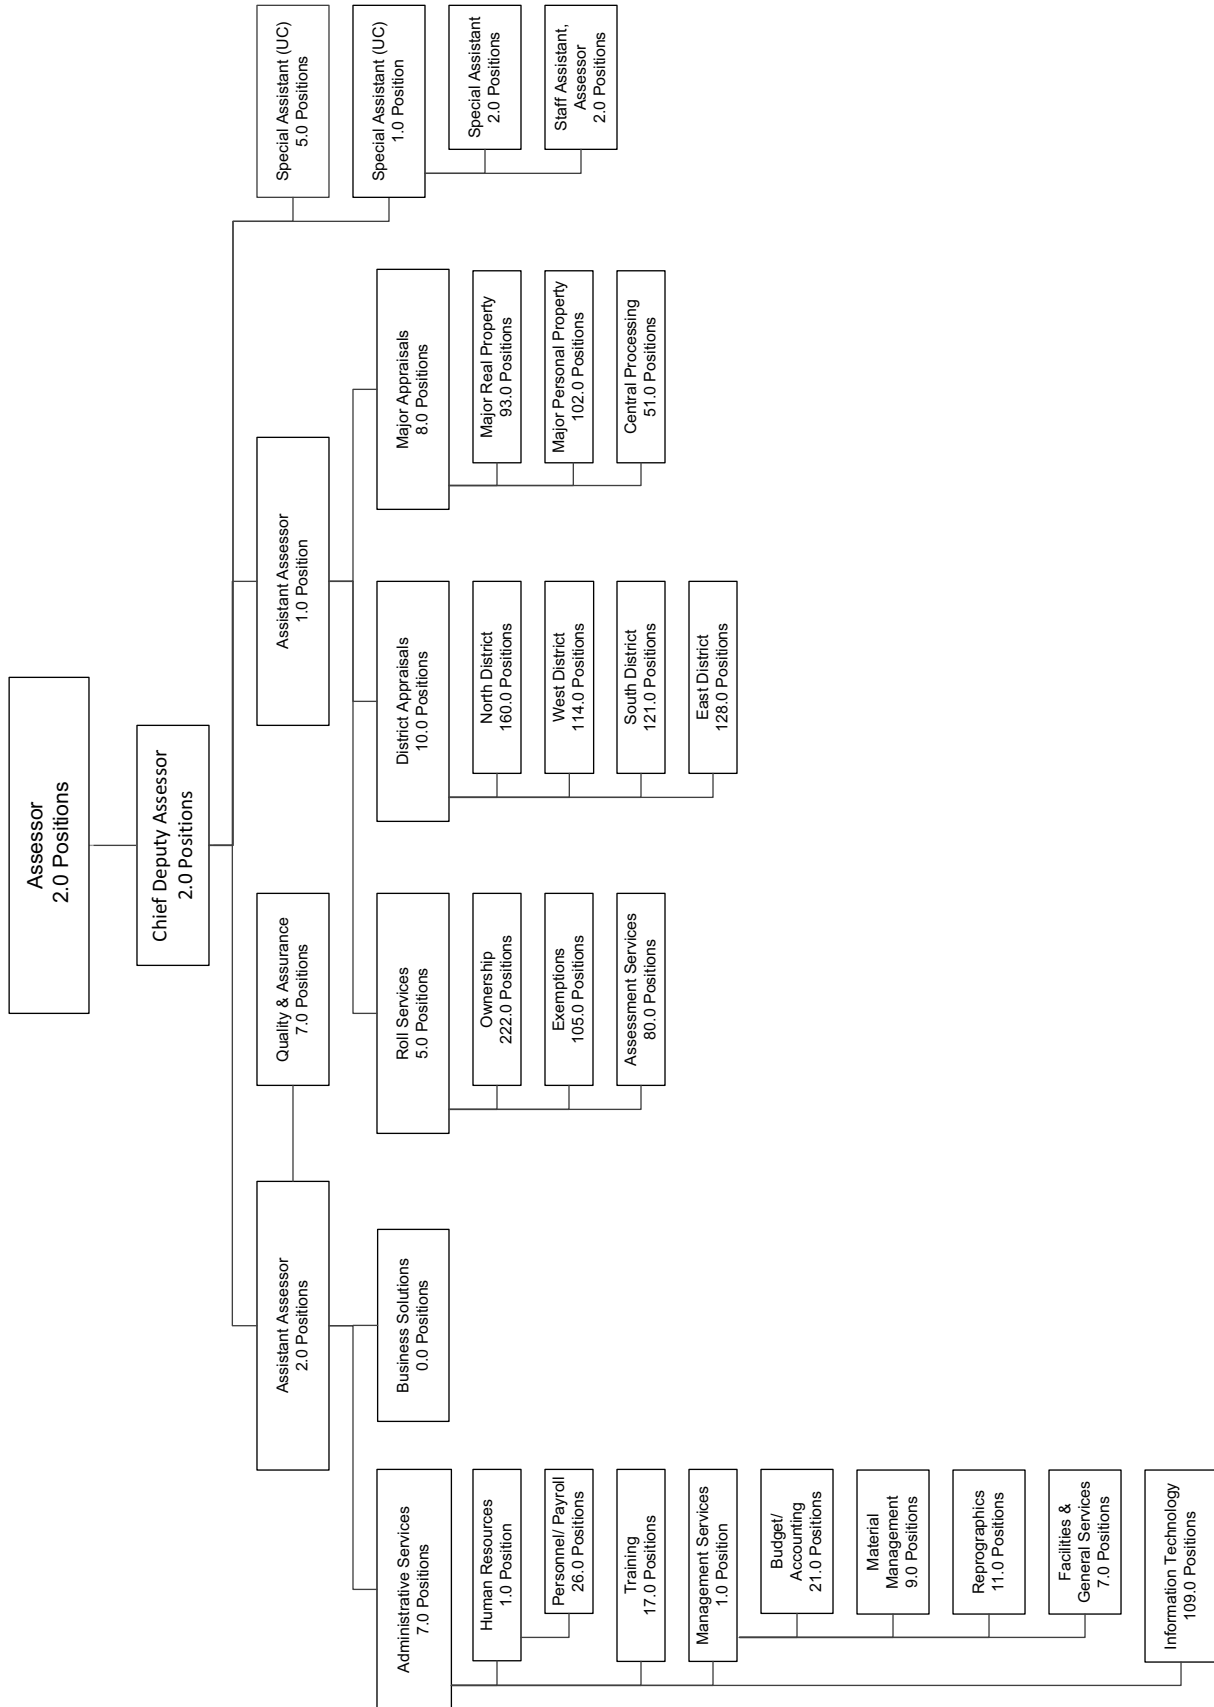 Assessor
2.0 Positions
Chief Deputy Assessor
2.0 Positions
Assistant Assessor
2.0 Positions
Quality & Assurance
7.0 Positions
Assistant Assessor
1.0 Position
Special Assistant (UC)
5.0 Positions
Special Assistant (UC)
1.0 Position
Special Assistant
2.0 Positions
Staff Assistant,
Assessor
2.0 Positions
Administrative Services
7.0 Positions
Human Resources
1.0 Position
Personnel/ Payroll
26.0 Positions
Training
17.0 Positions
Management Services
1.0 Position
Budget/
Accounting
21.0 Positions
Material
Management
9.0 Positions
Reprographics
11.0 Positions
Facilities &
General Services
7.0 Positions
Information Technology
109.0 Positions
Business Solutions
0.0 Positions
Roll Services
5.0 Positions
Ownership
222.0 Positions
Exemptions
105.0 Positions
Assessment Services
80.0 Positions
District Appraisals
10.0 Positions
North District
160.0 Positions
West District
114.0 Positions
South District
121.0 Positions
East District
128.0 Positions
Major Appraisals
8.0 Positions
Major Real Property
93.0 Positions
Major Personal Property
102.0 Positions
Central Processing
51.0 Positions